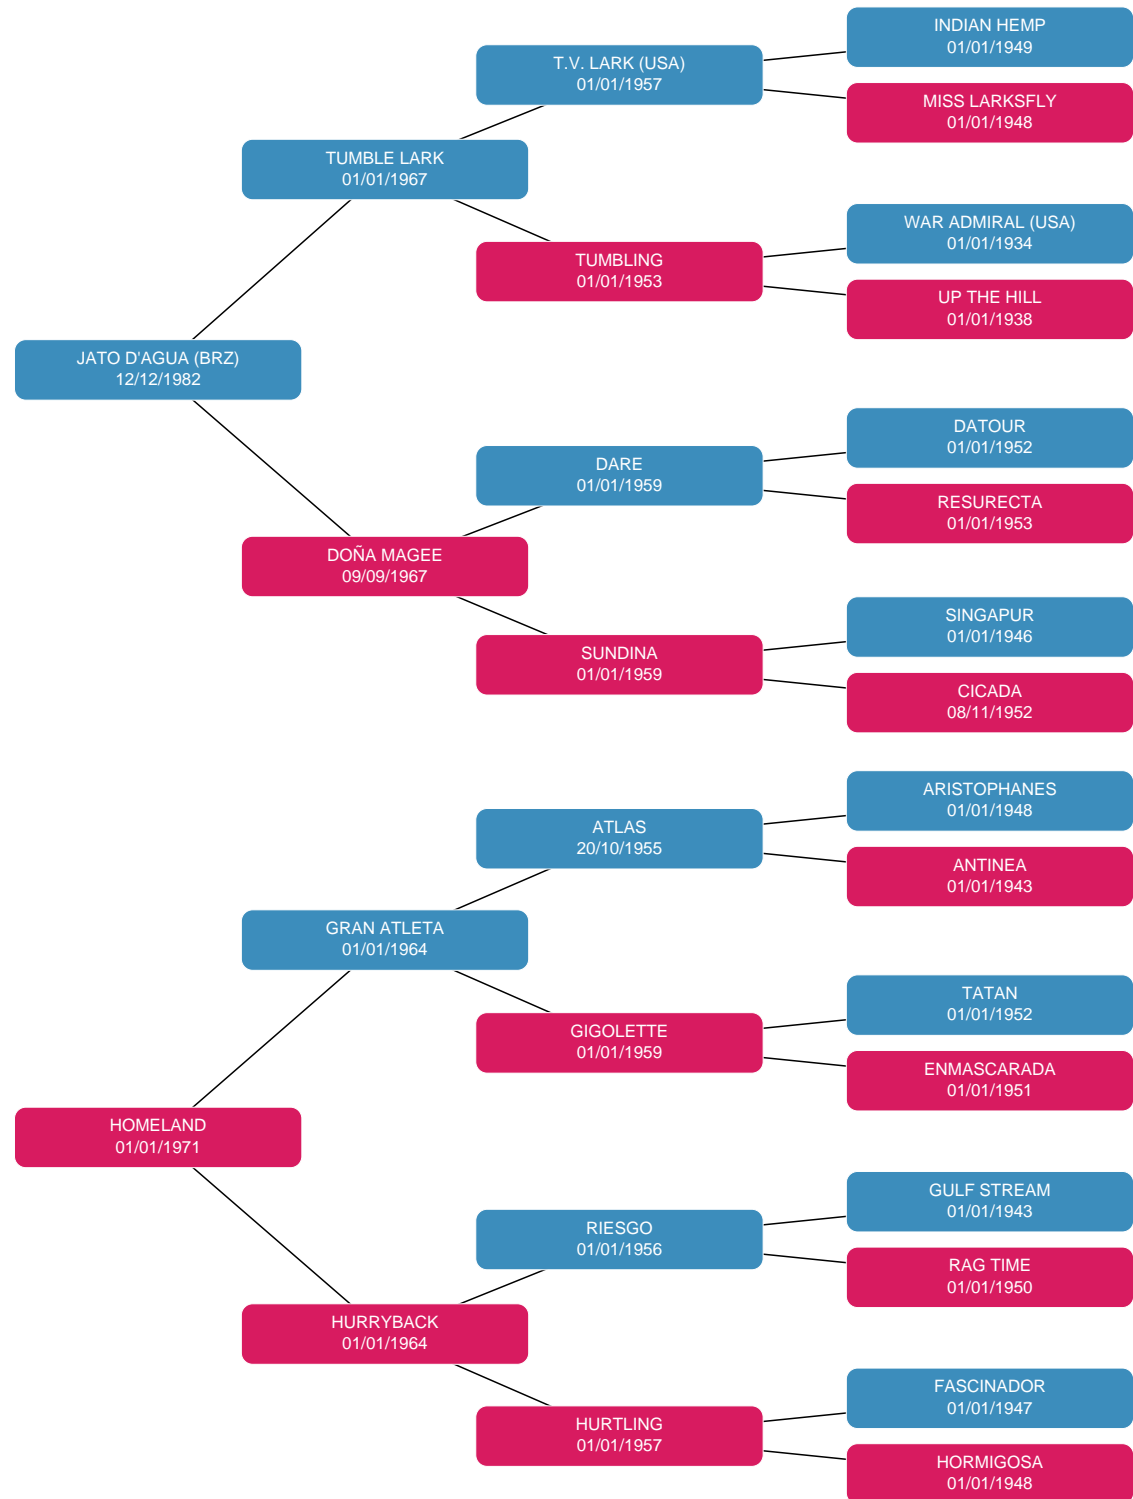 INDIAN HEMP
01/01/1949
T.V. LARK (USA)
01/01/1957
MISS LARKSFLY
01/01/1948
TUMBLE LARK
01/01/1967
WAR ADMIRAL (USA)
01/01/1934
TUMBLING
01/01/1953
UP THE HILL
01/01/1938
JATO D'AGUA (BRZ)
12/12/1982
DATOUR
01/01/1952
DARE
01/01/1959
RESURECTA
01/01/1953
DOÑA MAGEE
09/09/1967
SINGAPUR
01/01/1946
SUNDINA
01/01/1959
CICADA
08/11/1952
ARISTOPHANES
01/01/1948
ATLAS
20/10/1955
ANTINEA
01/01/1943
GRAN ATLETA
01/01/1964
TATAN
01/01/1952
GIGOLETTE
01/01/1959
ENMASCARADA
01/01/1951
HOMELAND
01/01/1971
GULF STREAM
01/01/1943
RIESGO
01/01/1956
RAG TIME
01/01/1950
HURRYBACK
01/01/1964
FASCINADOR
01/01/1947
HURTLING
01/01/1957
HORMIGOSA
01/01/1948